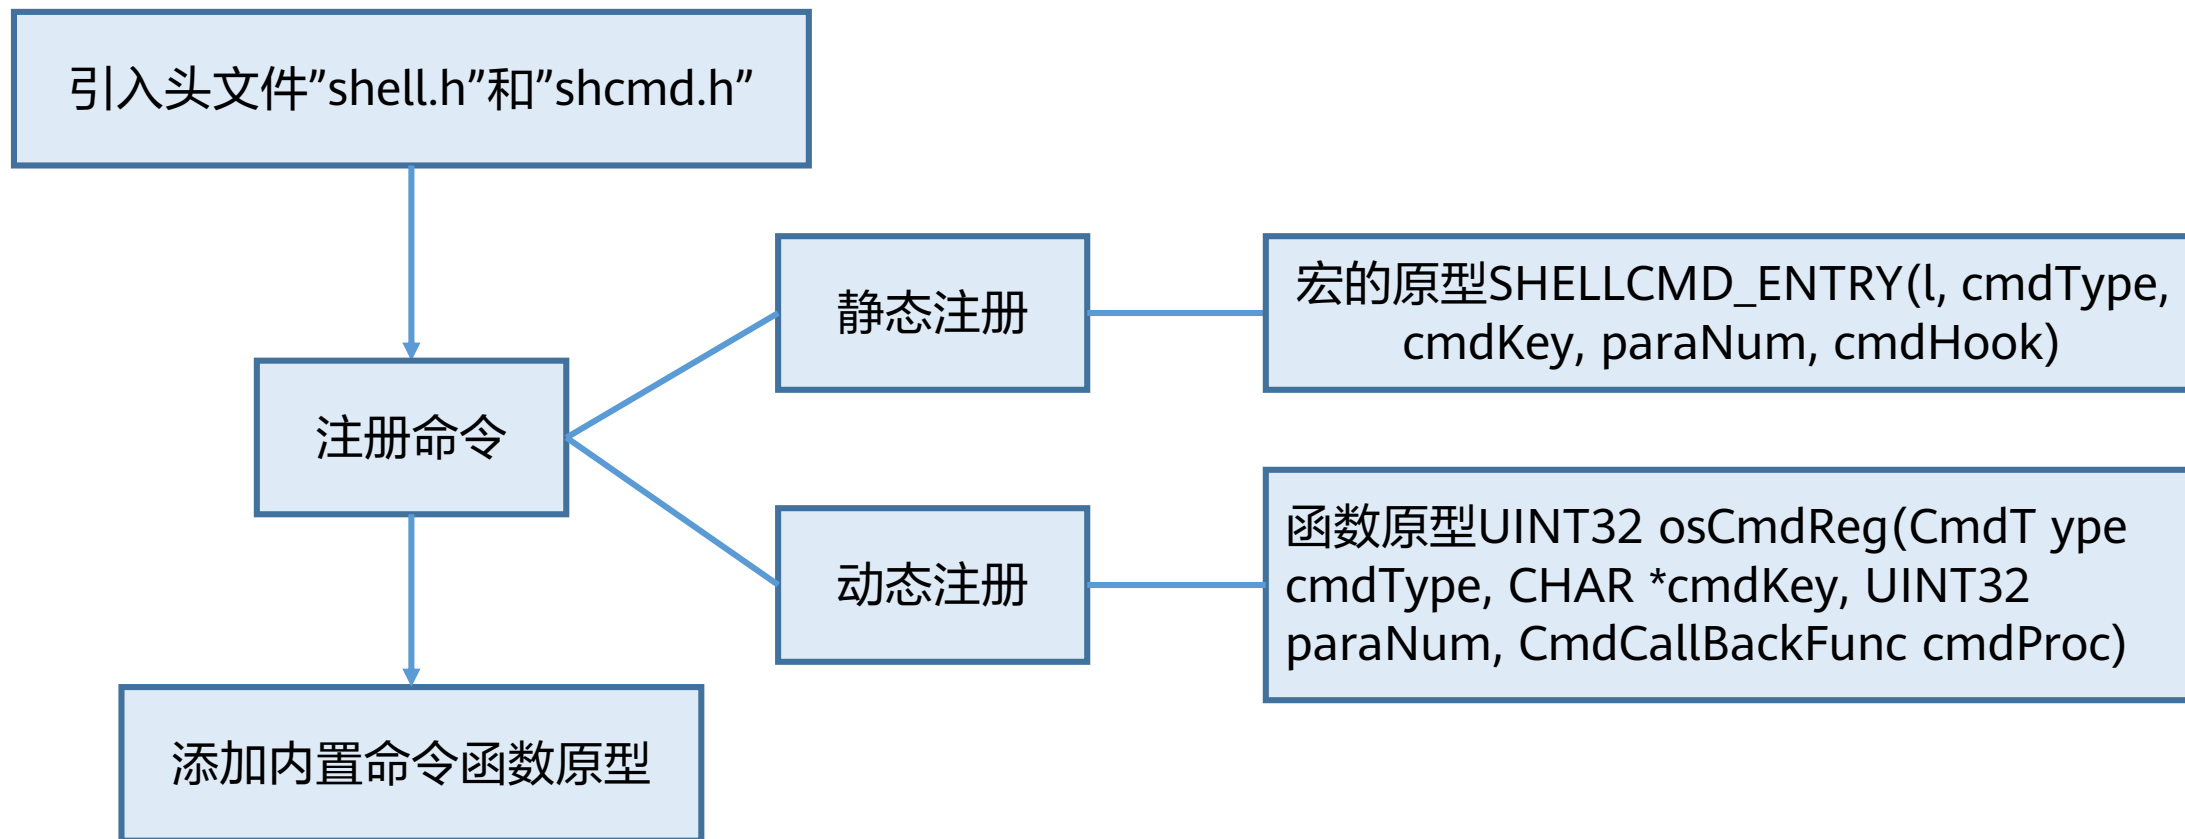 引入头文件”shell.h”和”shcmd.h”
静态注册
宏的原型SHELLCMD_ENTRY(l, cmdType,
cmdKey, paraNum, cmdHook)
注册命令
动态注册
函数原型UINT32 osCmdReg(CmdT ype
cmdType, CHAR *cmdKey, UINT32
paraNum, CmdCallBackFunc cmdProc)
添加内置命令函数原型